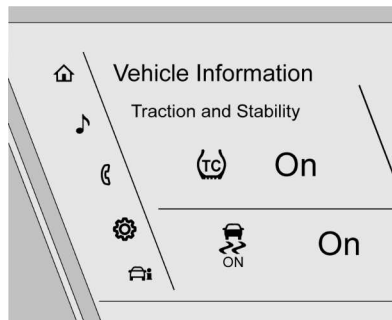 Vehicle Information
Traction and Stability
TC On
ON On